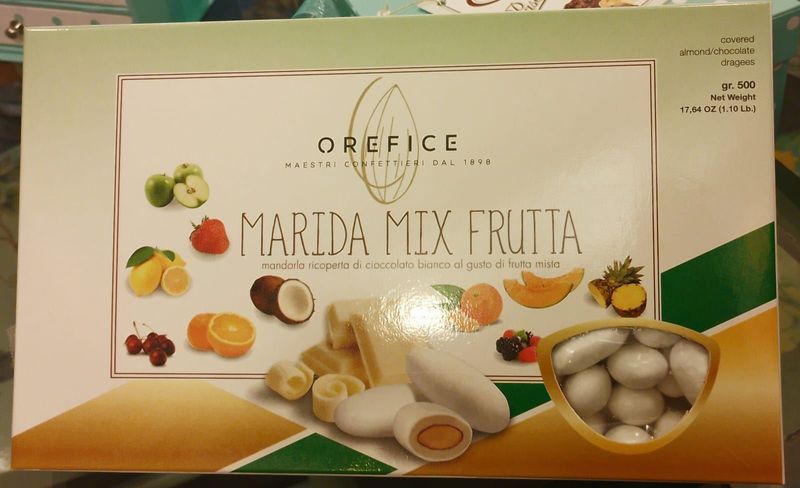 covered
almond/chocolate
dragees
gr. 500
Net Weight
17,64 OZ (1.10 Lb.)
OREFICE
MAESTRI CONFETTIERI DAL 1898
MARIDA MIX FRUTTA
mandorla ricoperta di cioccolato bianco al gusto di frutta mista